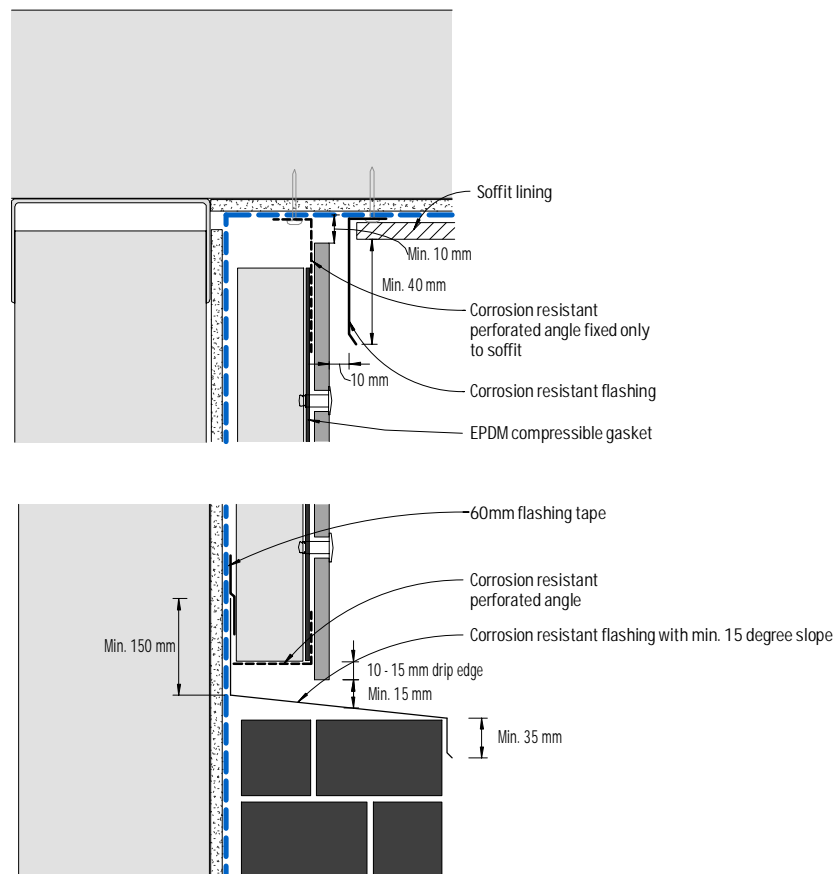 Soffit lining
Min. 10 mm
Min. 40 mm
Corrosion resistant
perforated angle fixed only
to soffit
10 mm
Corrosion resistant flashing
EPDM compressible gasket
60mm flashing tape
Corrosion resistant
perforated angle
Min. 150 mm
Corrosion resistant flashing with min. 15 degree slope
10 - 15 mm drip edge
Min. 15 mm
Min. 35 mm